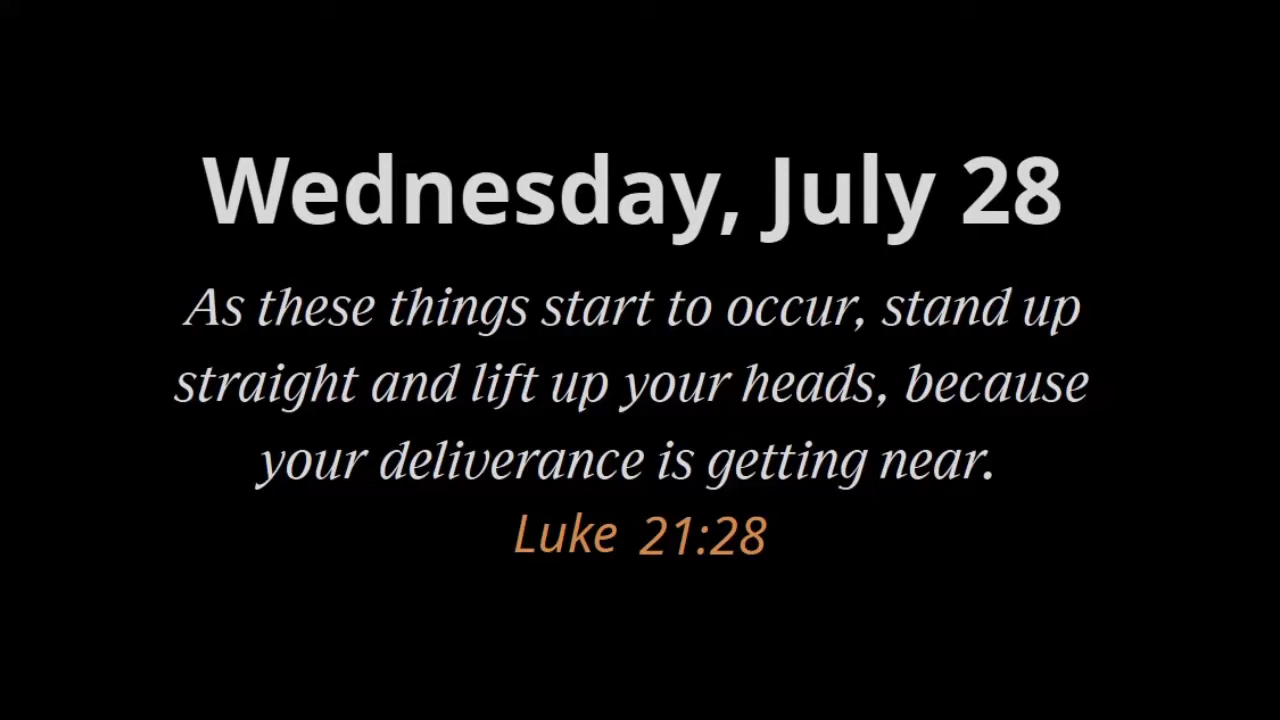 Wednesday, July 28
As these things start to occur, stand up
straight and lift up your heads, because
your deliverance is getting near.
Luke 21:28